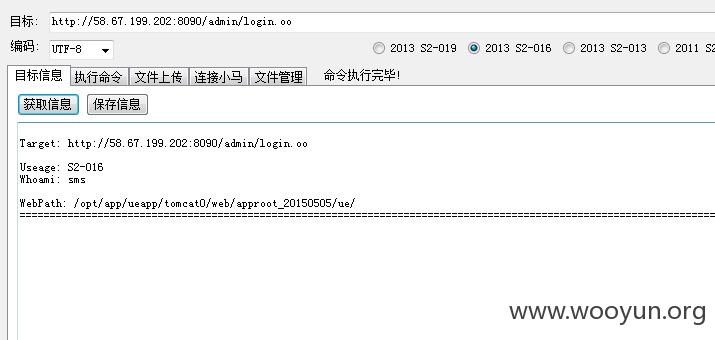 目标: http://58.67.199.202:8090/admin/login.oo
编码: UTF-8 2013 S2-019 2013 S2-016 2013 S2-013 2011 S2
目标信息 执行命令 文件上传 连接小马 文件管理 命令执行完毕!
获取信息 保存信息
Target: http://58.67.199.202:8090/admin/login.oo
Useage: S2-016
Whoami: sms
WebPath: /opt/app/ueapp/tomcat0/web/approot_20150505/ue/
www.wooyun.org